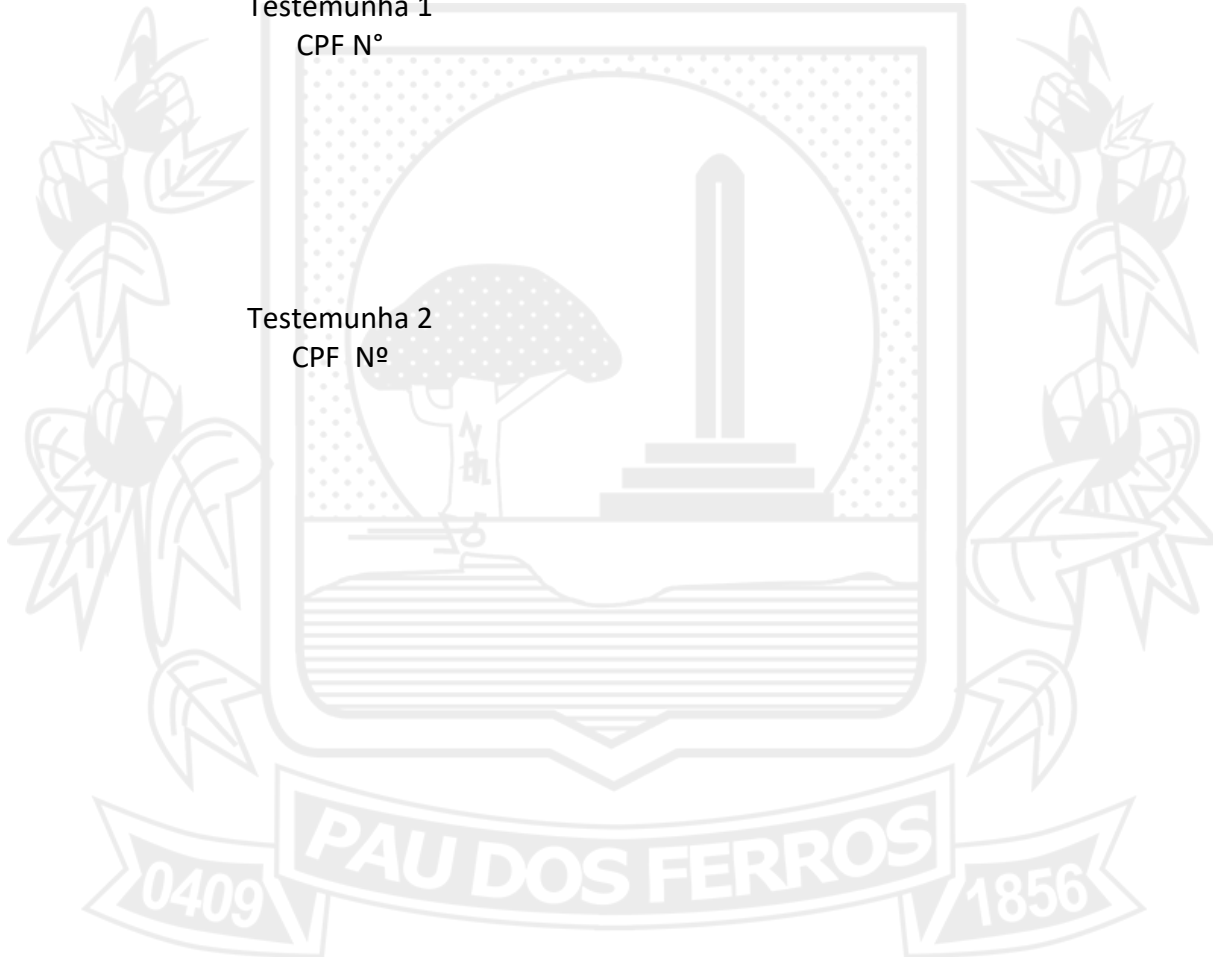 Testemunha 1
CPF N°
Testemunha 2
CPF Nº
PAU DOS FERROS
0409
1856